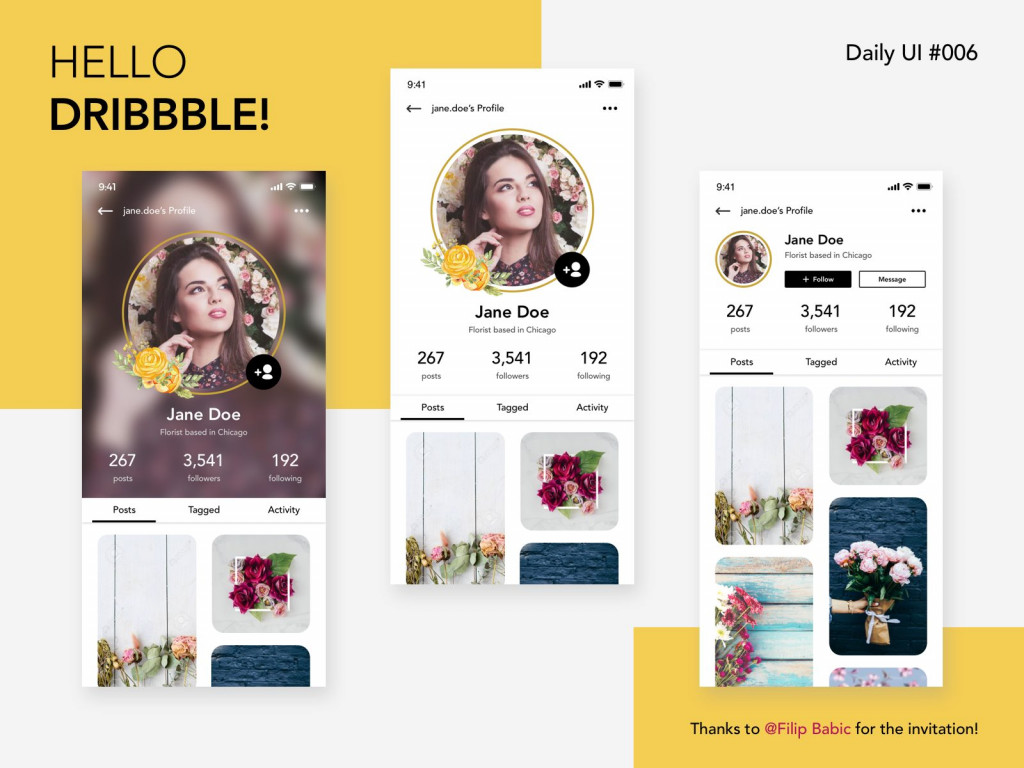 HELLO
DRIBBBLE!
Daily UI #006
9:41
jane.doe's Profile
Jane Doe
Florist based in Chicago
267 3,541 192
posts followers following
Posts Tagged Activity
9:41
jane.doe's Profile
Jane Doe
Florist based in Chicago
267 3,541 192
posts followers following
Posts Tagged Activity
9:41
jane.doe's Profile
Jane Doe
Florist based in Chicago
+ Follow Message
267 3,541 192
posts followers following
Posts Tagged Activity
Thanks to @Filip Babic for the invitation!